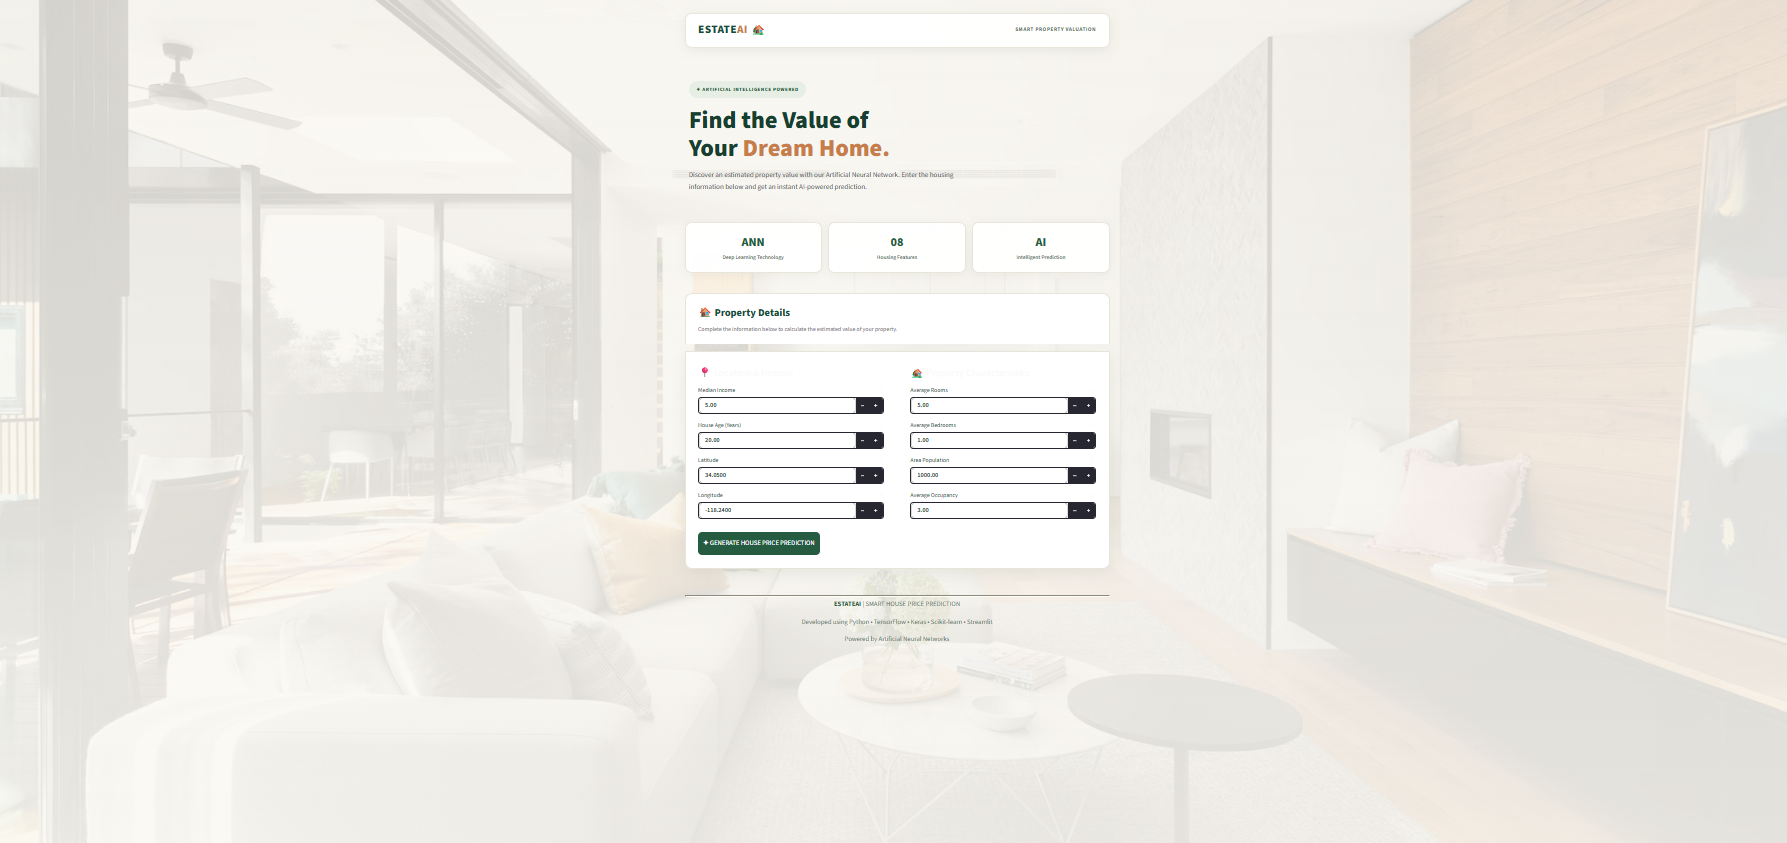 ESTATEAI
SMART PROPERTY VALUATION
✦ ARTIFICIAL INTELLIGENCE POWERED
Find the Value of
Your Dream Home.
Discover an estimated property value with our Artificial Neural Network. Enter the housing
information below and get an instant AI-powered prediction.
ANN
Deep Learning Technology
08
Housing Features
AI
Intelligent Prediction
Property Details
Complete the information below to calculate the estimated value of your property.
Location & Income
Property Characteristics
Median Income
5.00
− +
House Age (Years)
20.00
− +
Latitude
34.0500
− +
Longitude
-118.2400
− +
Average Rooms
5.00
− +
Average Bedrooms
1.00
− +
Area Population
1000.00
− +
Average Occupancy
3.00
− +
✦ GENERATE HOUSE PRICE PREDICTION
ESTATEAI | SMART HOUSE PRICE PREDICTION
Developed using Python • TensorFlow • Keras • Scikit-learn • Streamlit
Powered by Artificial Neural Networks